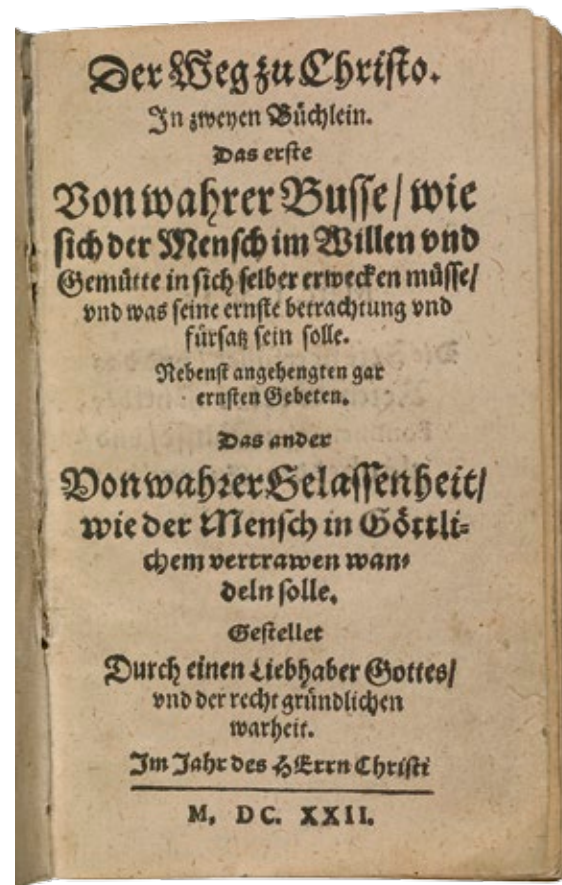 Der Weg zu Christo.
In zweyen Büchlein.
Das erste
Von wahrer Busse / wie
sich der Mensch im Willen vnd
Gemütte in sich selber erwecken müsse /
vnd was seine ernste betrachtung vnd
fürsatz sein solle.
Nebenst angehengten gar
ernsten Gebeten.
Das ander
Von wahrer Gelassenheit /
wie der Mensch in Göttli=
chem vertrawen wan=
deln solle.
Gestellet
Durch einen Liebhaber Gottes /
vnd der recht gründlichen
warheit.
Im Jahr des HErrn Christi
M, DC. XXII.